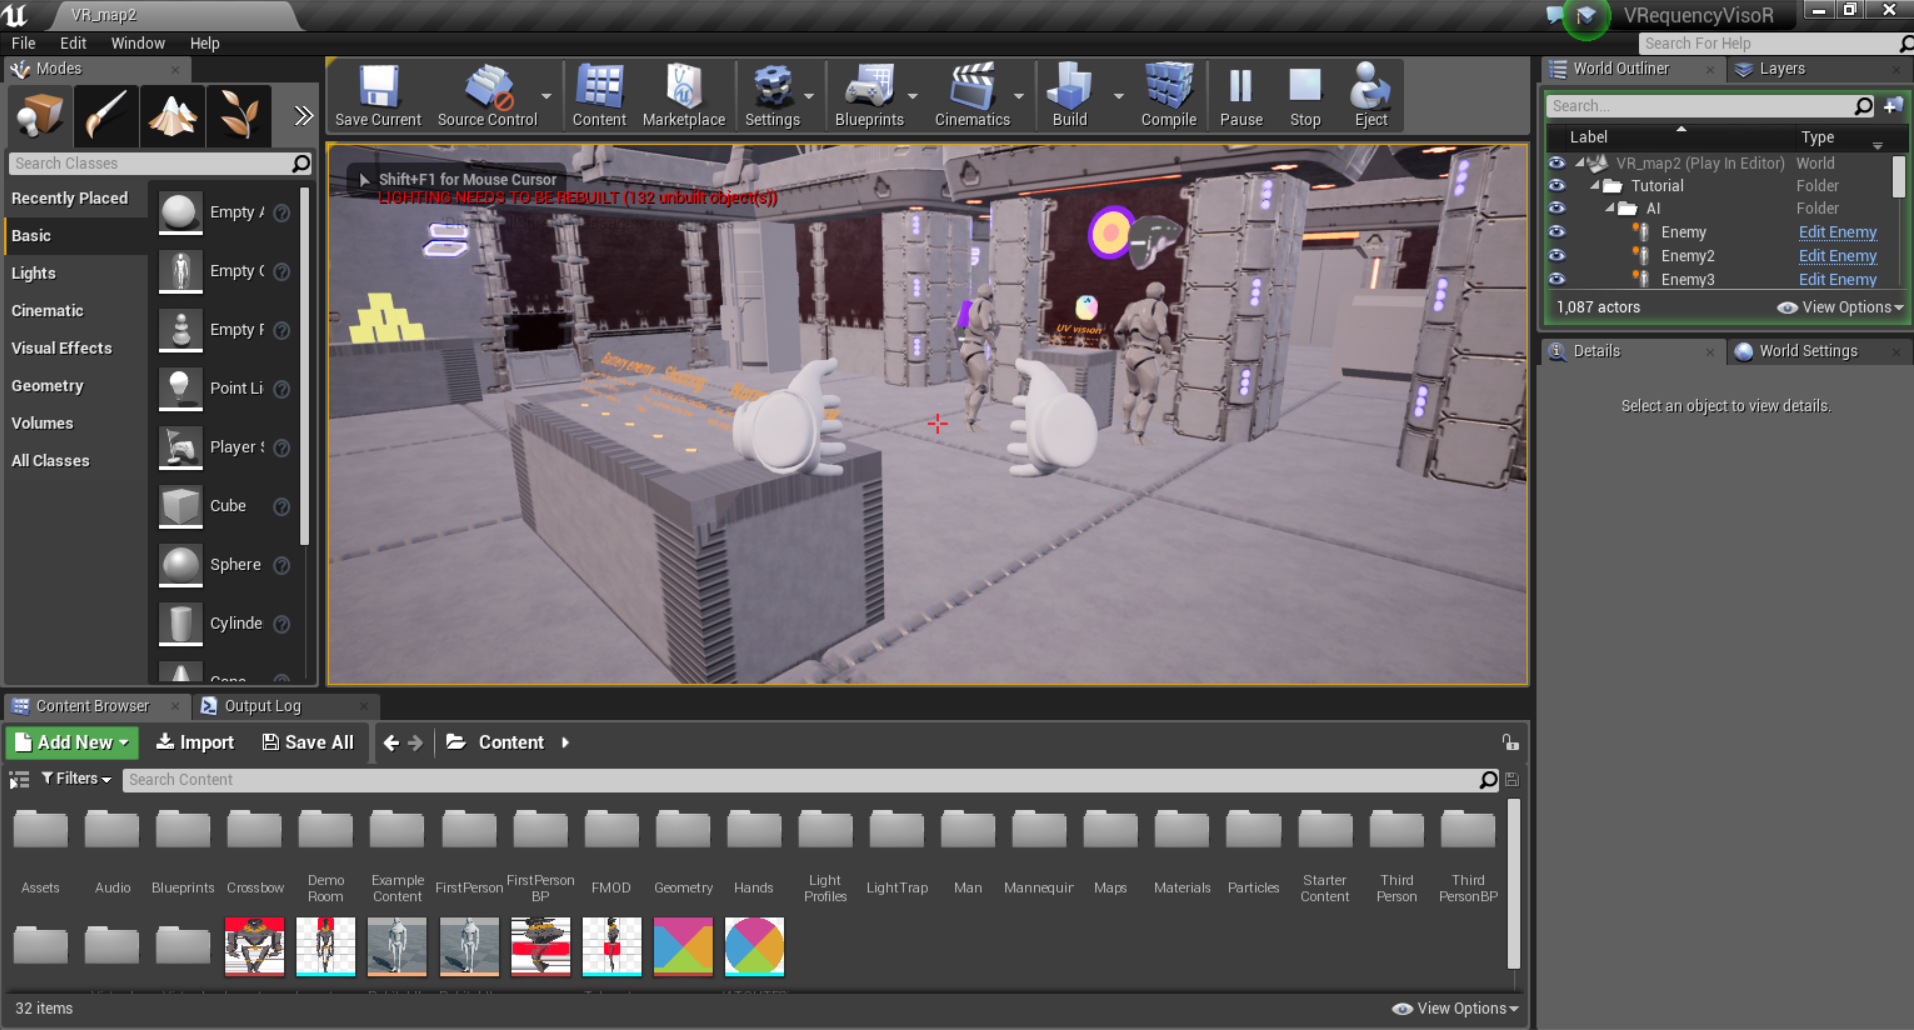 VR_map2
VRequencyVisoR
File Edit Window Help
Search For Help
Modes
Save Current
Source Control
Content
Marketplace
Settings
Blueprints
Cinematics
Build
Compile
Pause
Stop
Eject
Search Classes
Recently Placed
Basic
Lights
Cinematic
Visual Effects
Geometry
Volumes
All Classes
Empty
Empty
Empty
Point
Player
Cube
Sphere
Cylinde
Shift+F1 for Mouse Cursor
LIGHTING NEEDS TO BE REBUILT (132 unbuilt object(s))
UV vision
Battery enemy
Shooting
World Outliner
Layers
Search...
Label Type
VR_map2 (Play In Editor) World
Tutorial Folder
AI Folder
Enemy Edit Enemy
Enemy2 Edit Enemy
Enemy3 Edit Enemy
1,087 actors
View Options
Details
World Settings
Select an object to view details.
Content Browser
Output Log
Add New
Import
Save All
Content
Filters
Search Content
Assets
Audio
Blueprints
Crossbow
Demo
Room
Example
Content
FirstPerson
FirstPerson
BP
FMOD
Geometry
Hands
Light
Profiles
LightTrap
Man
Mannequir
Maps
Materials
Particles
Starter
Content
Third
Person
Third
PersonBP
32 items
View Options